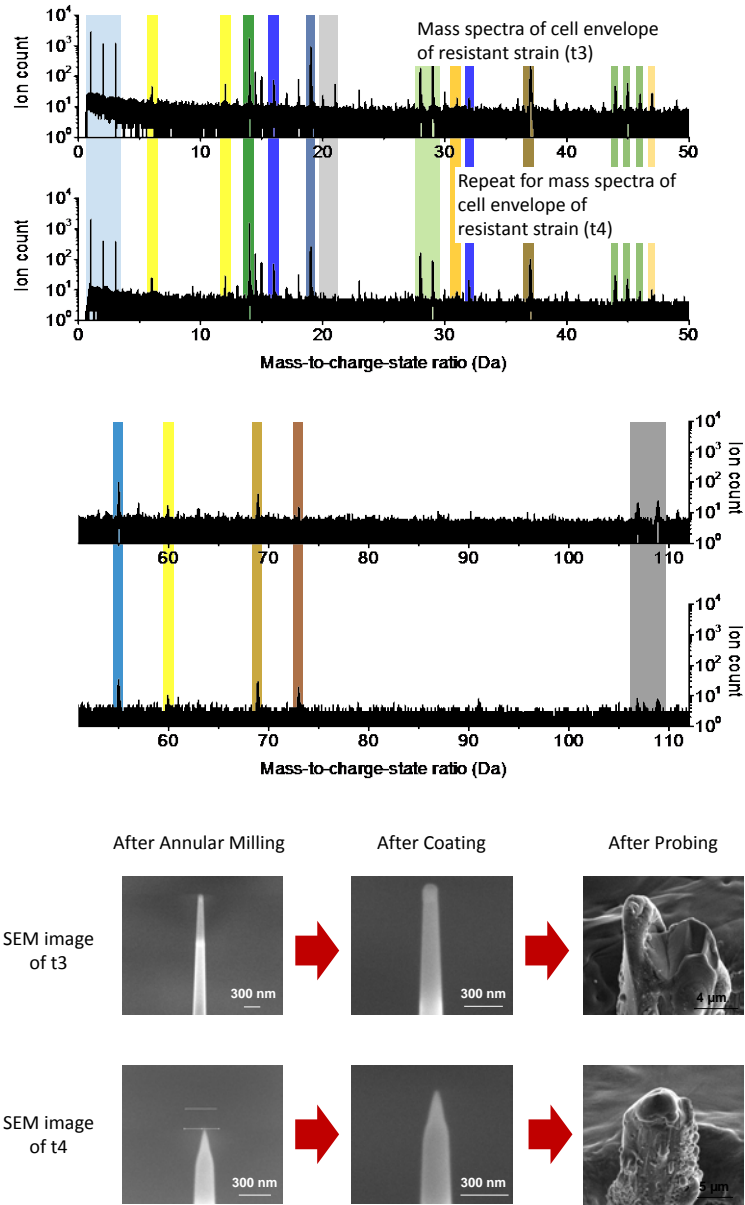 10⁴
10³
10²
10¹
10⁰
Ion count
Mass spectra of cell envelope
of resistant strain (t3)
0 10 20 30 40 50
10⁴
10³
10²
10¹
10⁰
Ion count
Repeat for mass spectra of
cell envelope of
resistant strain (t4)
0 10 20 30 40 50
Mass-to-charge-state ratio (Da)
10⁴
10³
10²
10¹
10⁰
Ion count
60 70 80 90 100 110
10⁴
10³
10²
10¹
10⁰
Ion count
60 70 80 90 100 110
Mass-to-charge-state ratio (Da)
After Annular Milling After Coating After Probing
SEM image
of t3
300 nm 300 nm 4 µm
SEM image
of t4
300 nm 300 nm 5 µm